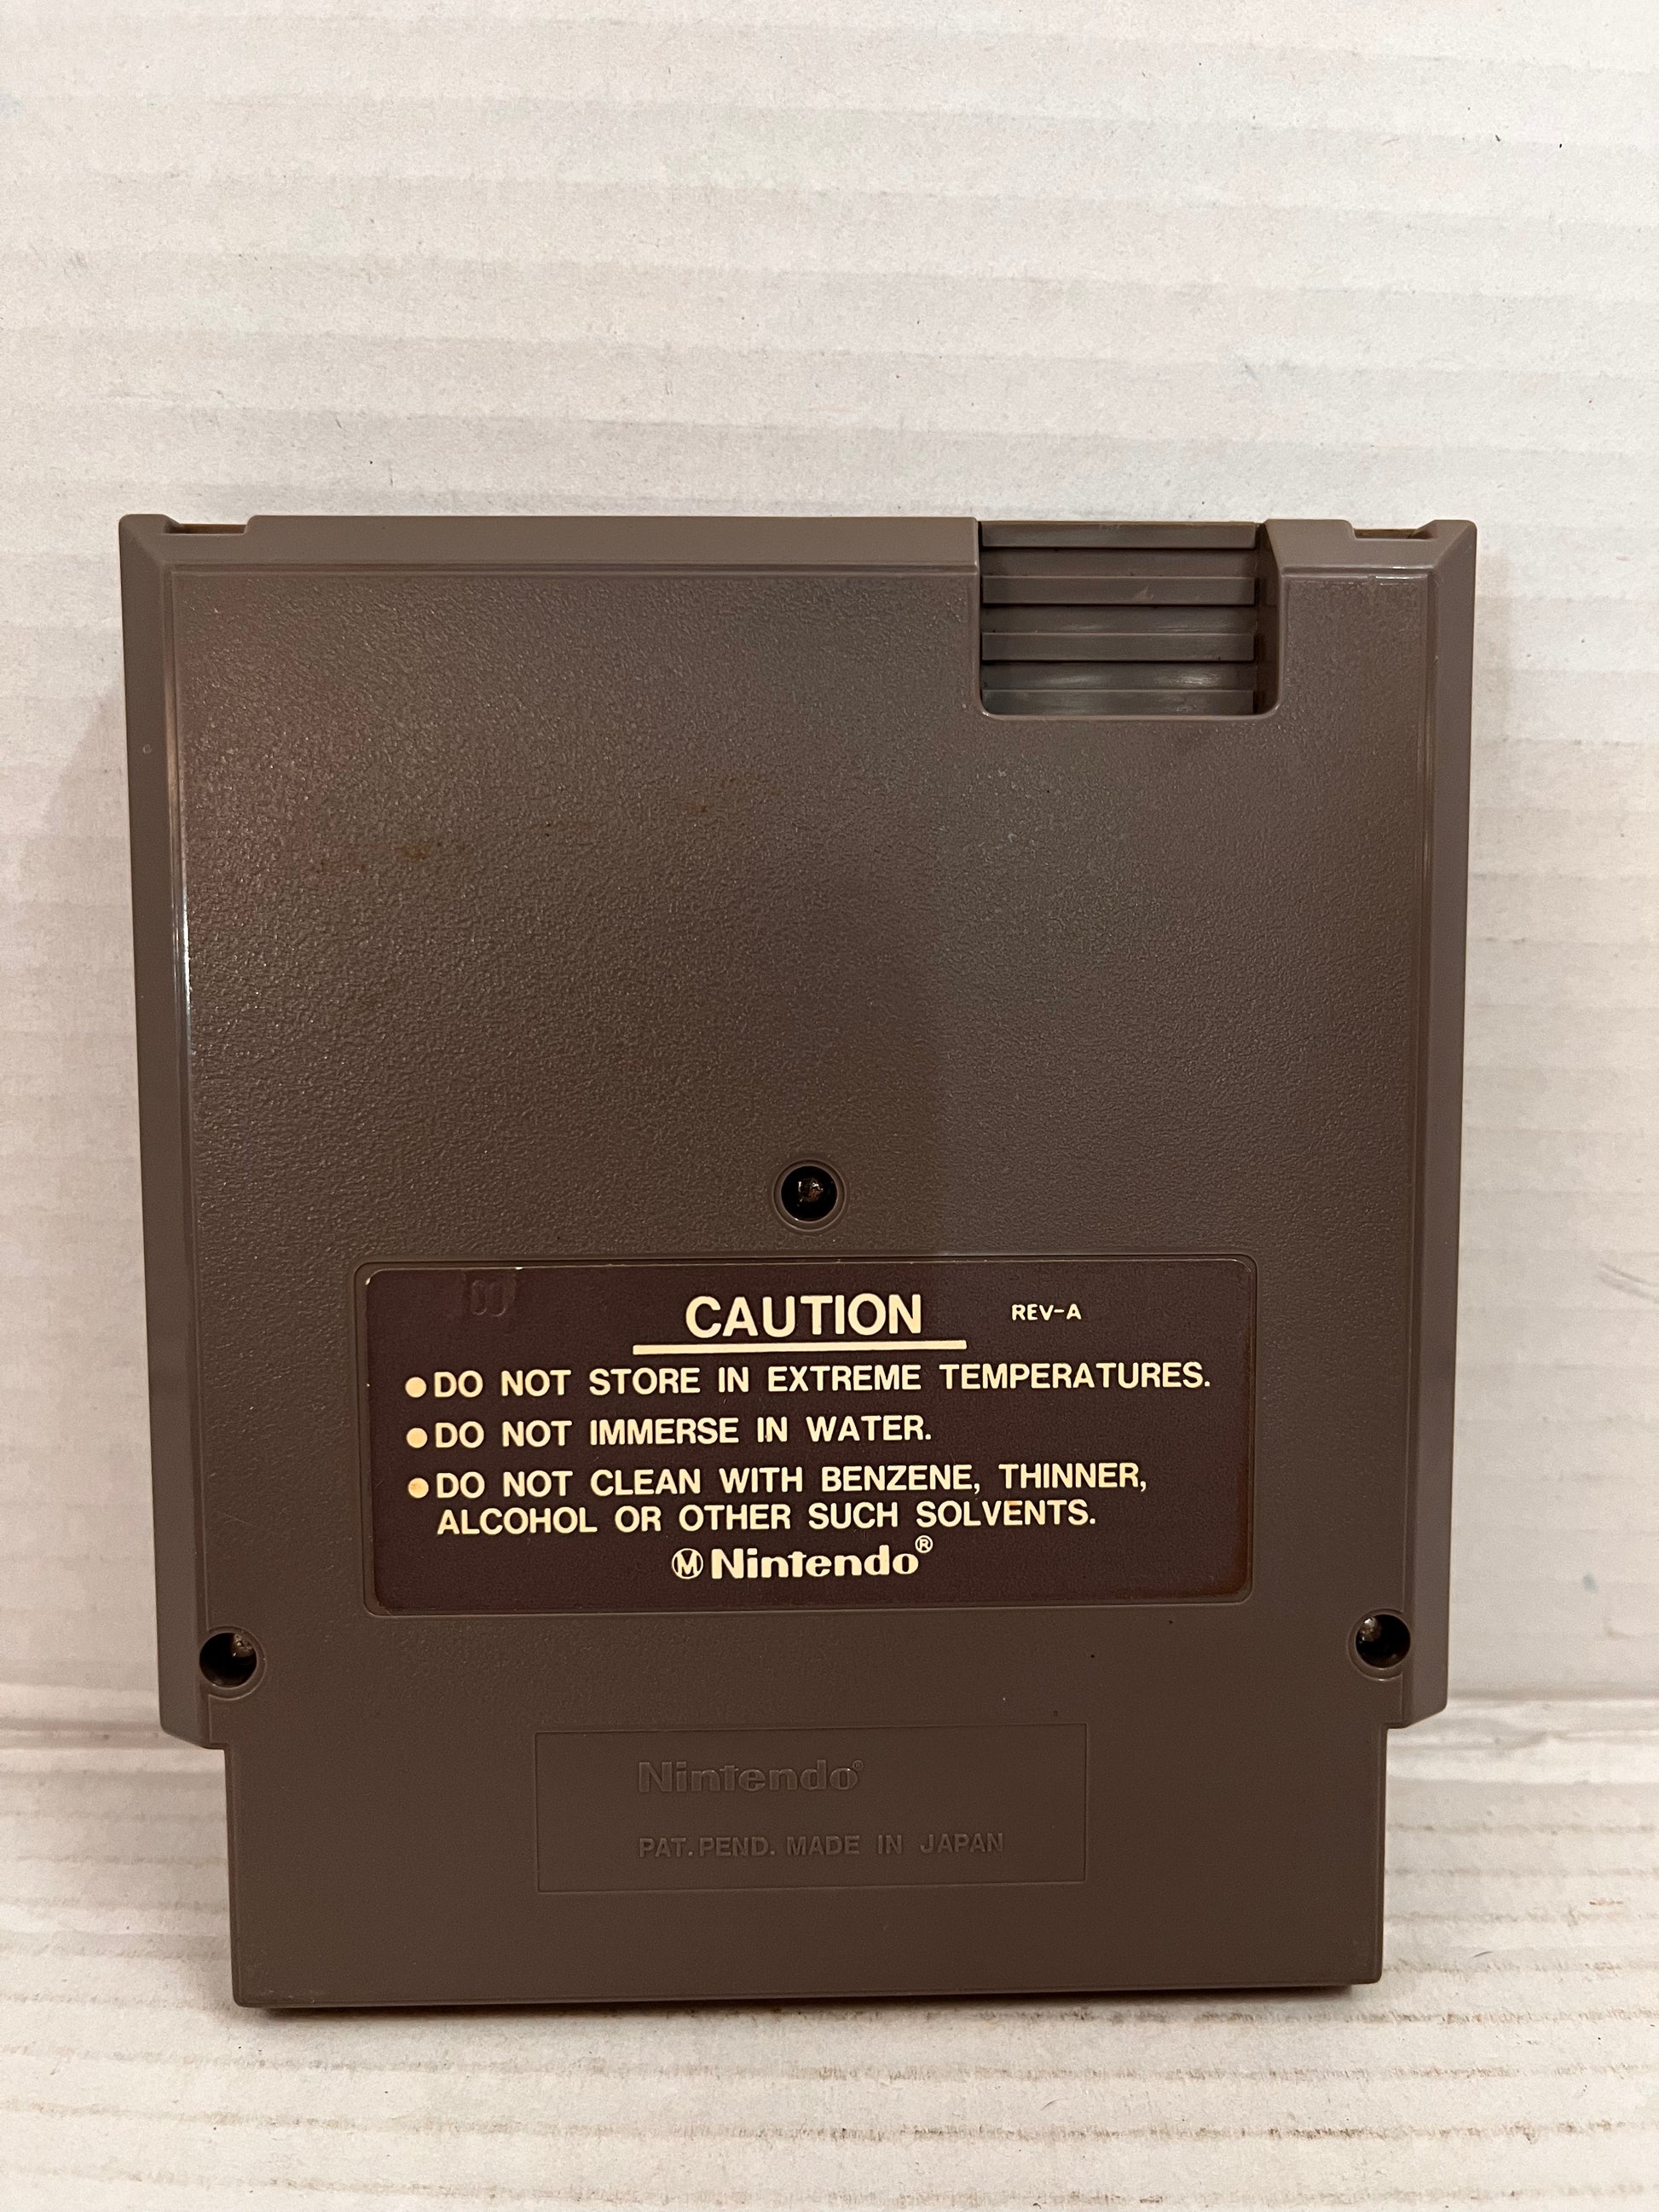 CAUTION REV-A
●DO NOT STORE IN EXTREME TEMPERATURES.
●DO NOT IMMERSE IN WATER.
●DO NOT CLEAN WITH BENZENE, THINNER,
ALCOHOL OR OTHER SUCH SOLVENTS.
Ⓜ Nintendo®
Nintendo®
PAT. PEND. MADE IN JAPAN